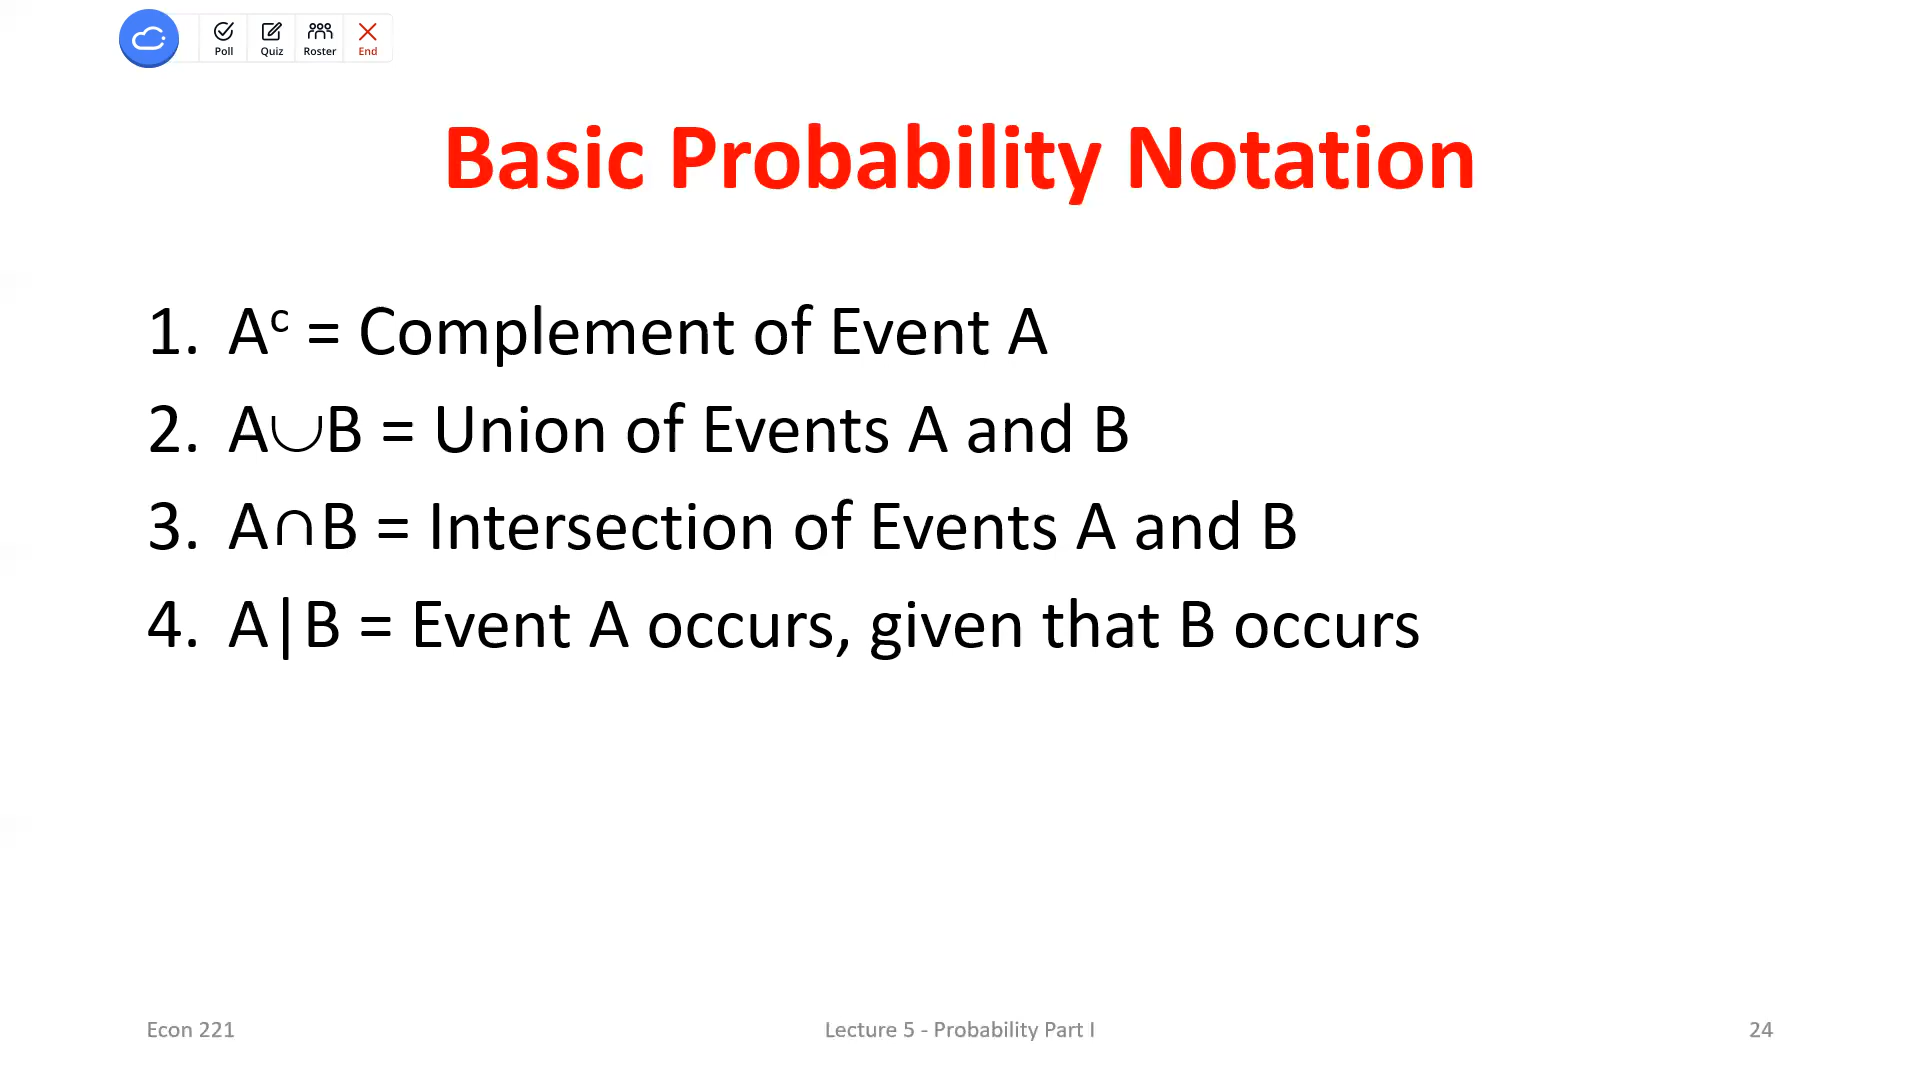 Poll Quiz Roster End
Basic Probability Notation
1. Aᶜ = Complement of Event A
2. A∪B = Union of Events A and B
3. A∩B = Intersection of Events A and B
4. A|B = Event A occurs, given that B occurs
Econ 221 Lecture 5 - Probability Part I 24